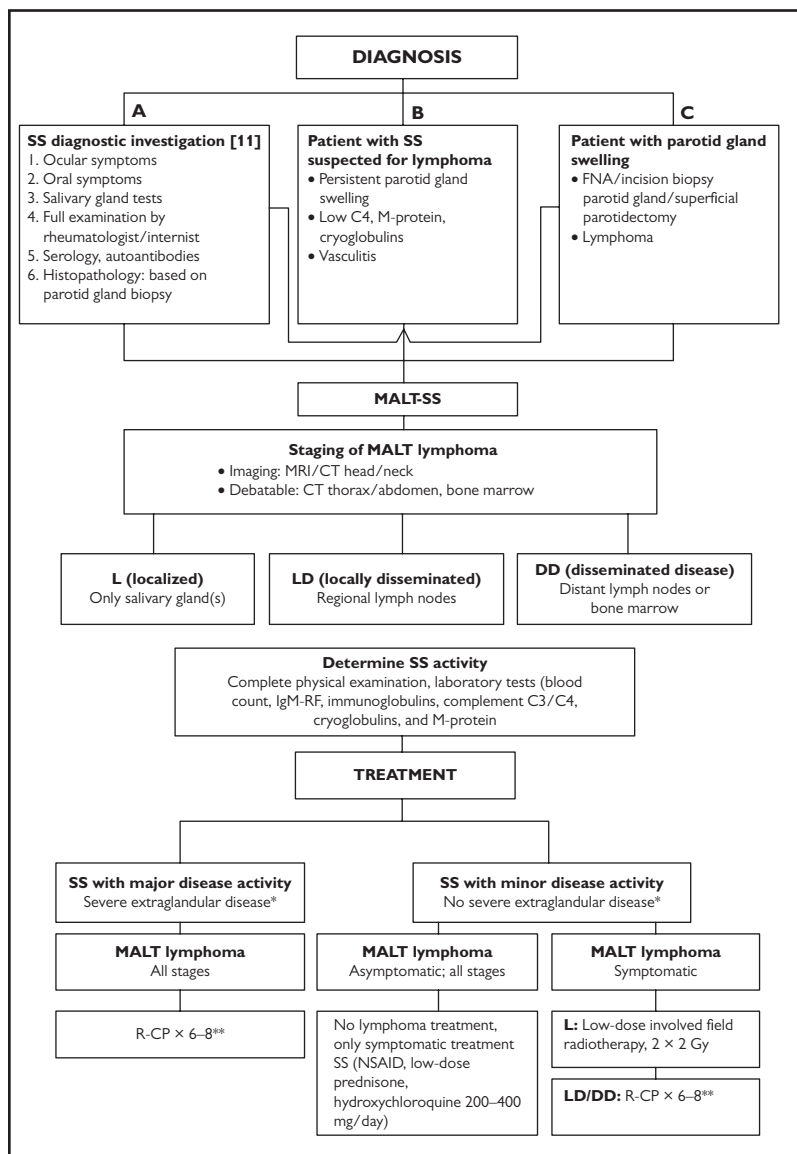 DIAGNOSIS
A
SS diagnostic investigation [11]
1. Ocular symptoms
2. Oral symptoms
3. Salivary gland tests
4. Full examination by
rheumatologist/internist
5. Serology, autoantibodies
6. Histopathology: based on
parotid gland biopsy
B
Patient with SS
suspected for lymphoma
• Persistent parotid gland
swelling
• Low C4, M-protein,
cryoglobulins
• Vasculitis
C
Patient with parotid gland
swelling
• FNA/incision biopsy
parotid gland/superficial
parotidectomy
• Lymphoma
MALT-SS
Staging of MALT lymphoma
• Imaging: MRI/CT head/neck
• Debatable: CT thorax/abdomen, bone marrow
L (localized)
Only salivary gland(s)
LD (locally disseminated)
Regional lymph nodes
DD (disseminated disease)
Distant lymph nodes or
bone marrow
Determine SS activity
Complete physical examination, laboratory tests (blood
count, IgM-RF, immunoglobulins, complement C3/C4,
cryoglobulins, and M-protein
TREATMENT
SS with major disease activity
Severe extraglandular disease*
MALT lymphoma
All stages
R-CP × 6–8**
SS with minor disease activity
No severe extraglandular disease*
MALT lymphoma
Asymptomatic; all stages
No lymphoma treatment,
only symptomatic treatment
SS (NSAID, low-dose
prednisone,
hydroxychloroquine 200–400
mg/day)
MALT lymphoma
Symptomatic
L: Low-dose involved field
radiotherapy, 2 × 2 Gy
LD/DD: R-CP × 6–8**